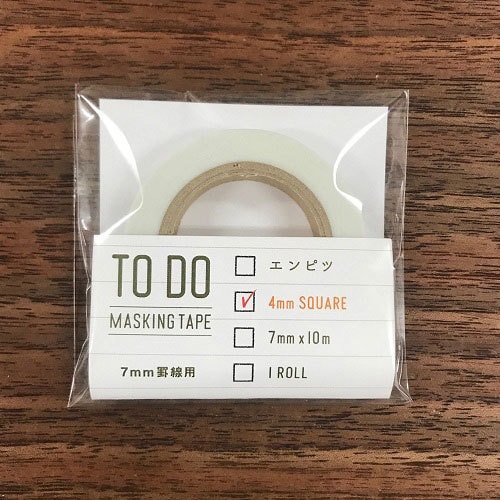 TO DO
MASKING TAPE
7mm罫線用
エンピツ
4mm SQUARE
7mm x 10m
1 ROLL